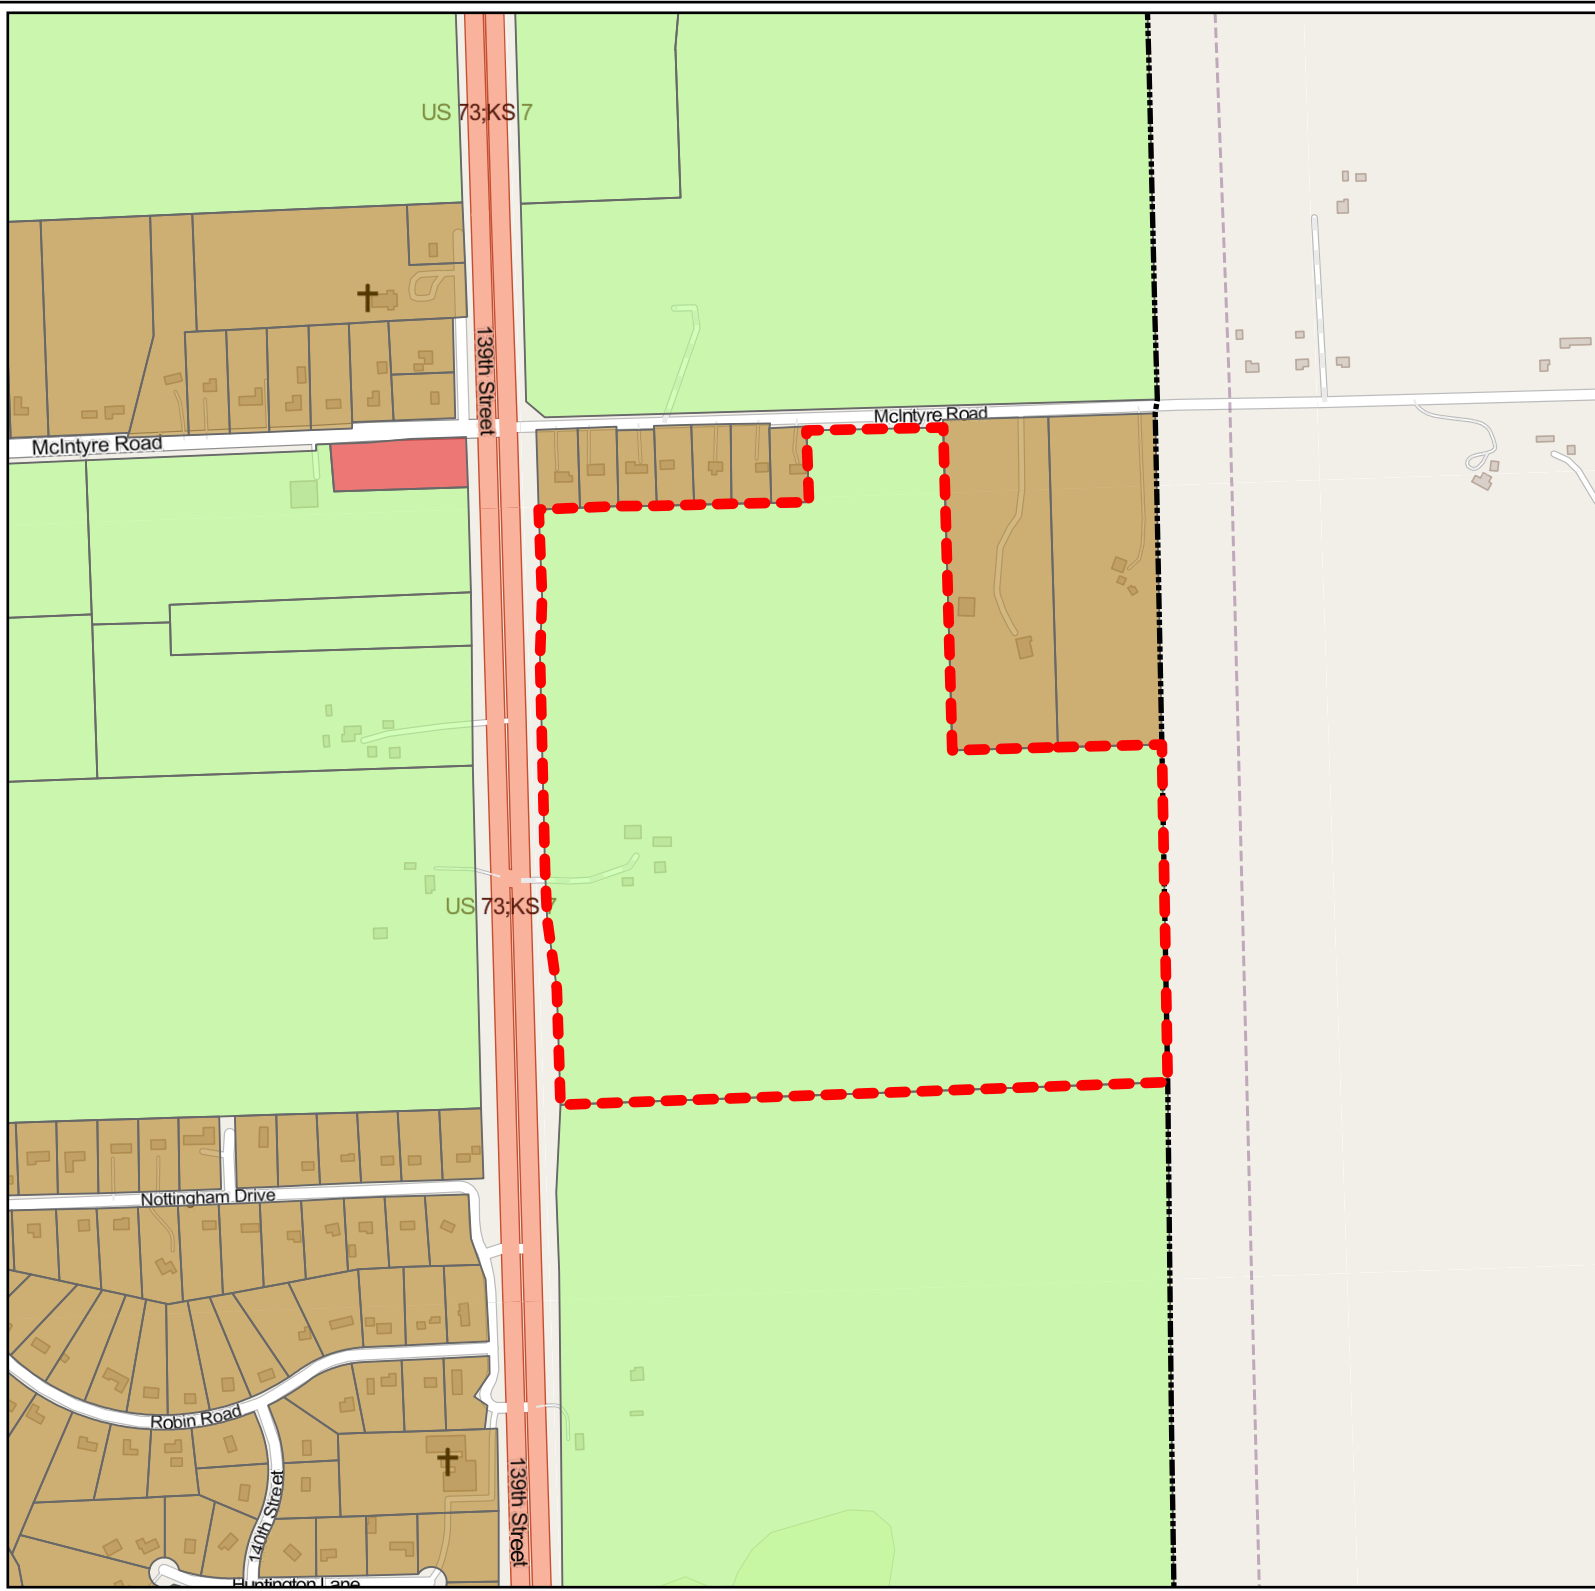 US 73;KS 7
139th Street
McIntyre Road
McIntyre Road
US 73;KS 7
Nottingham Drive
Robin Road
140th Street
139th Street
Huntington Lane